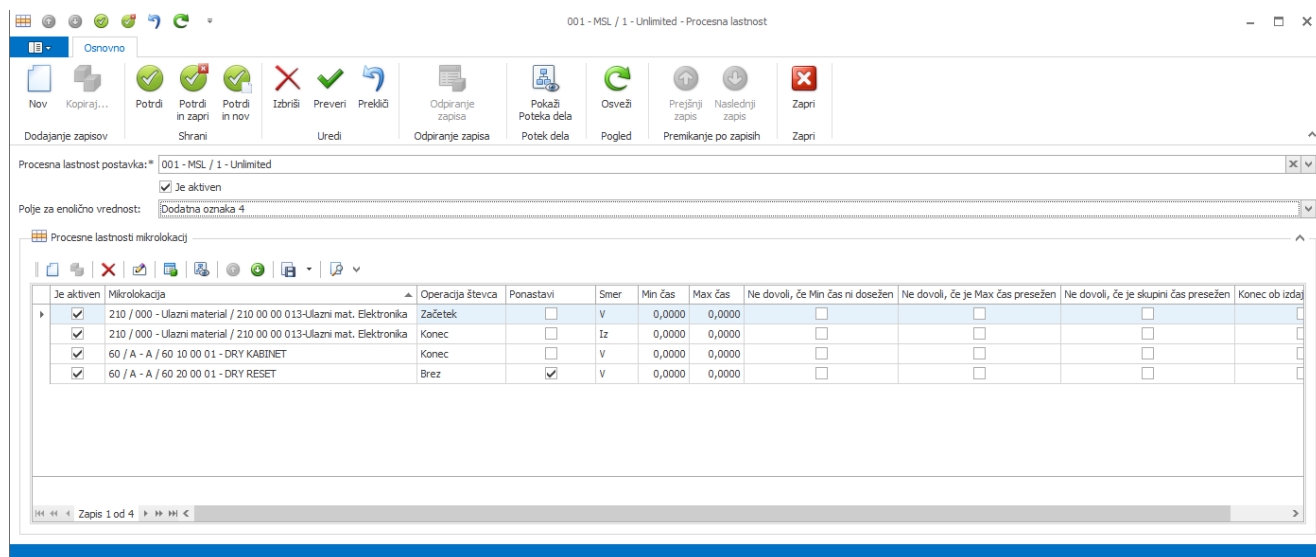 001 - MSL / 1 - Unlimited - Procesna lastnost
Osnovno
Nov
Kopiraj...
Potrdi
Potrdi in zapri
Potrdi in nov
Izbriši
Preveri
Prekliči
Odpiranje zapisa
Pokaži Poteka dela
Osveži
Prejšnji zapis
Naslednji zapis
Zapri
Dodajanje zapisov
Shrani
Uredi
Odpiranje zapisa
Potek dela
Pogled
Premikanje po zapisih
Zapri
Procesna lastnost postavka:* 001 - MSL / 1 - Unlimited
Je aktiven
Polje za enolično vrednost: Dodatna oznaka 4
Procesne lastnosti mikrolokacij
Je aktiven Mikrolokacija Operacija števca Ponastavi Smer Min čas Max čas Ne dovoli, če Min čas ni dosežen Ne dovoli, če je Max čas presežen Ne dovoli, če je skupini čas presežen Konec ob izdaj
210 / 000 - Ulazni material / 210 00 00 013-Ulazni mat. Elektronika Začetek V 0,0000 0,0000
210 / 000 - Ulazni material / 210 00 00 013-Ulazni mat. Elektronika Konec Iz 0,0000 0,0000
60 / A - A / 60 10 00 01 - DRY KABINET Konec V 0,0000 0,0000
60 / A - A / 60 20 00 01 - DRY RESET Brez V 0,0000 0,0000
Zapis 1 od 4